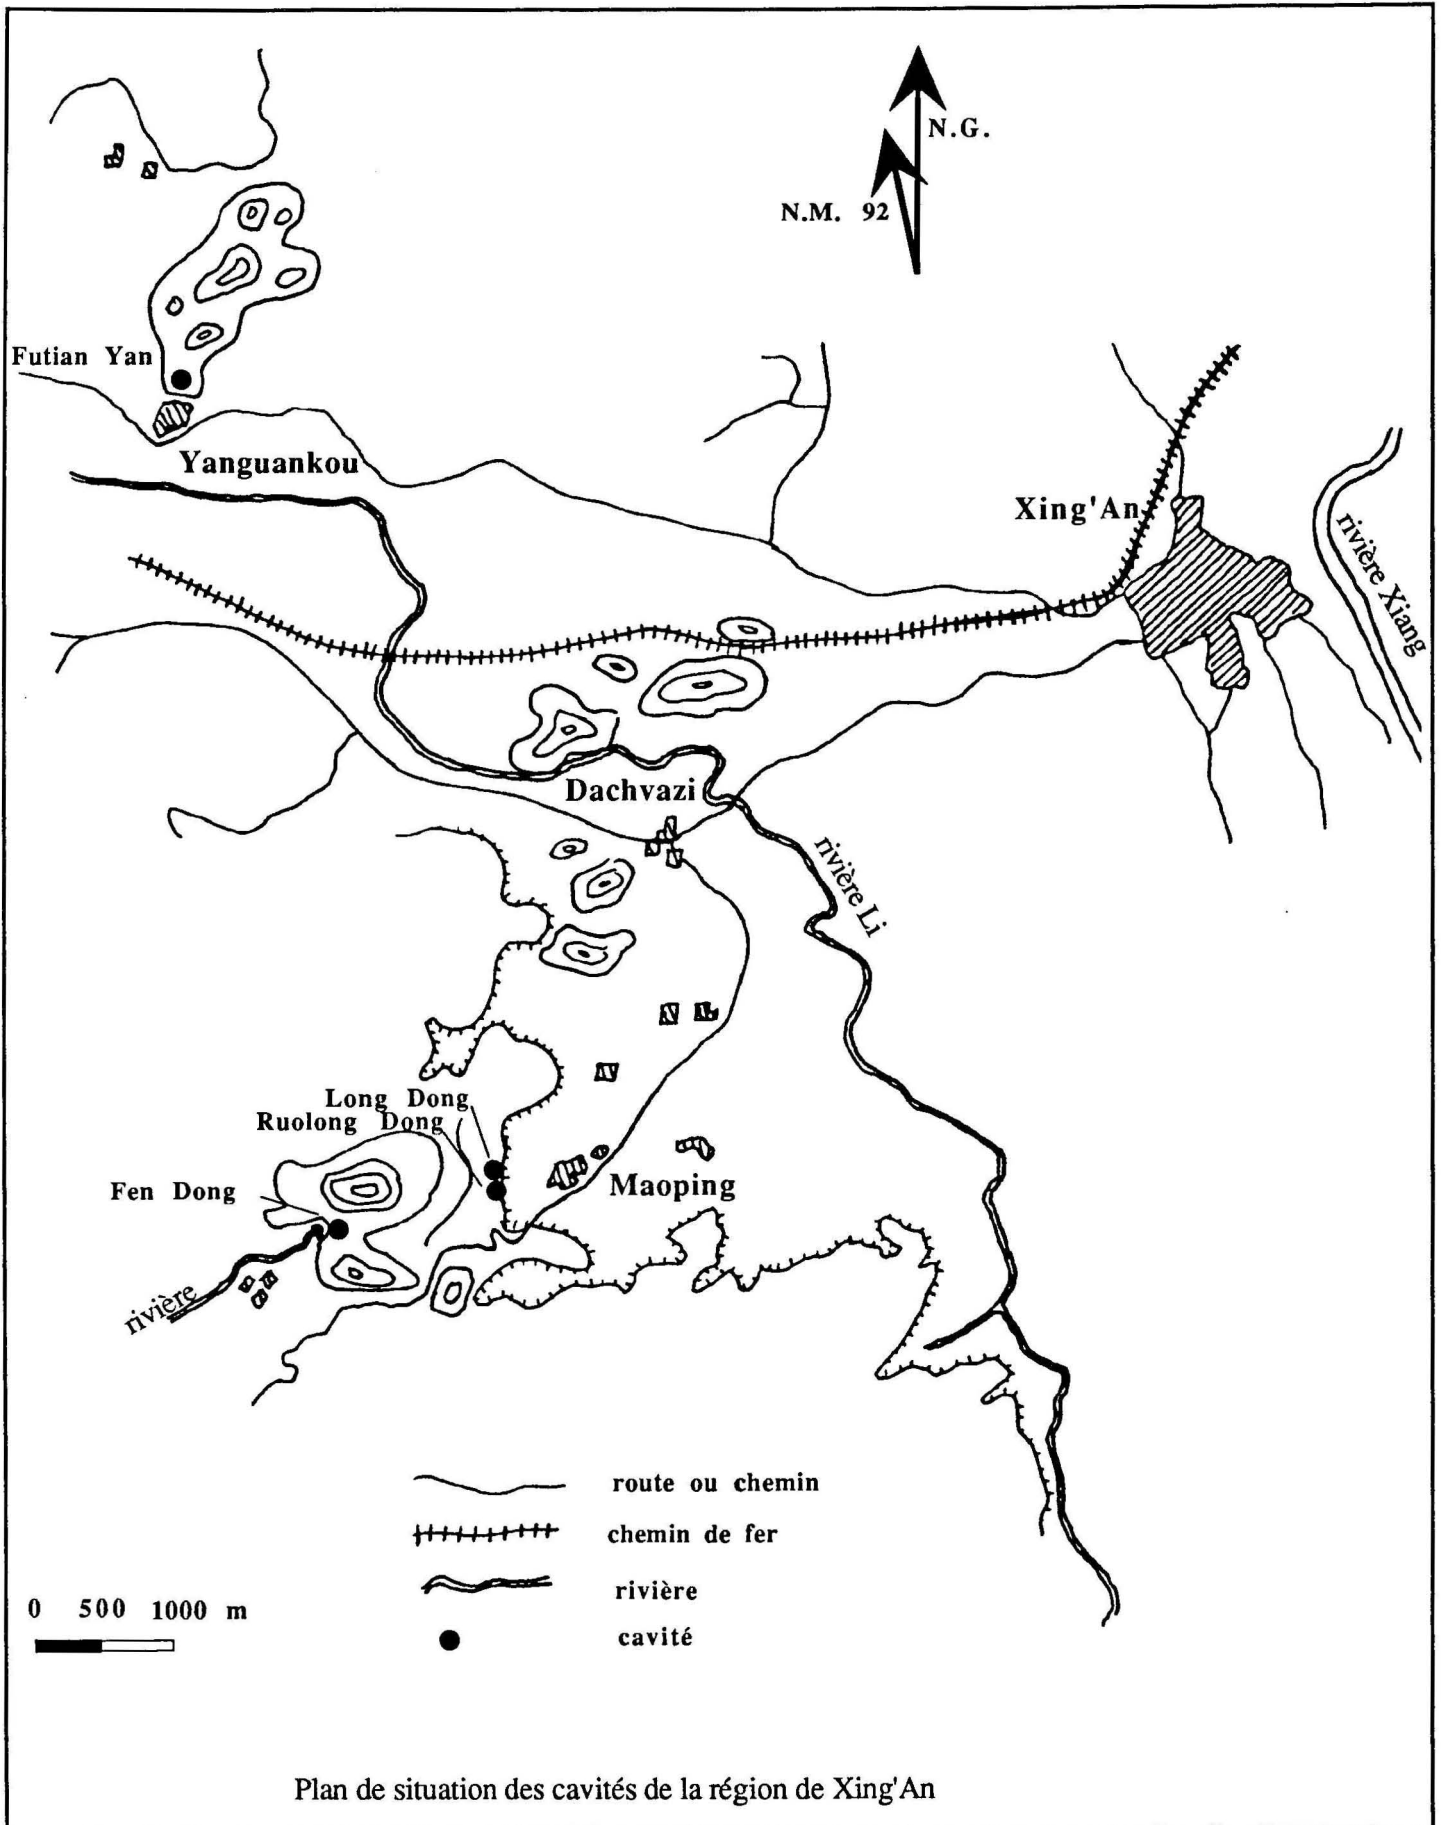 N.G.
N.M. 92
Futian Yan
Yanguankou
Xing'An
rivière Xiang
Dachvazi
rivière Li
Long Dong
Ruolong Dong
Fen Dong
Maoping
rivière
route ou chemin
chemin de fer
rivière
cavité
0 500 1000 m
Plan de situation des cavités de la région de Xing'An